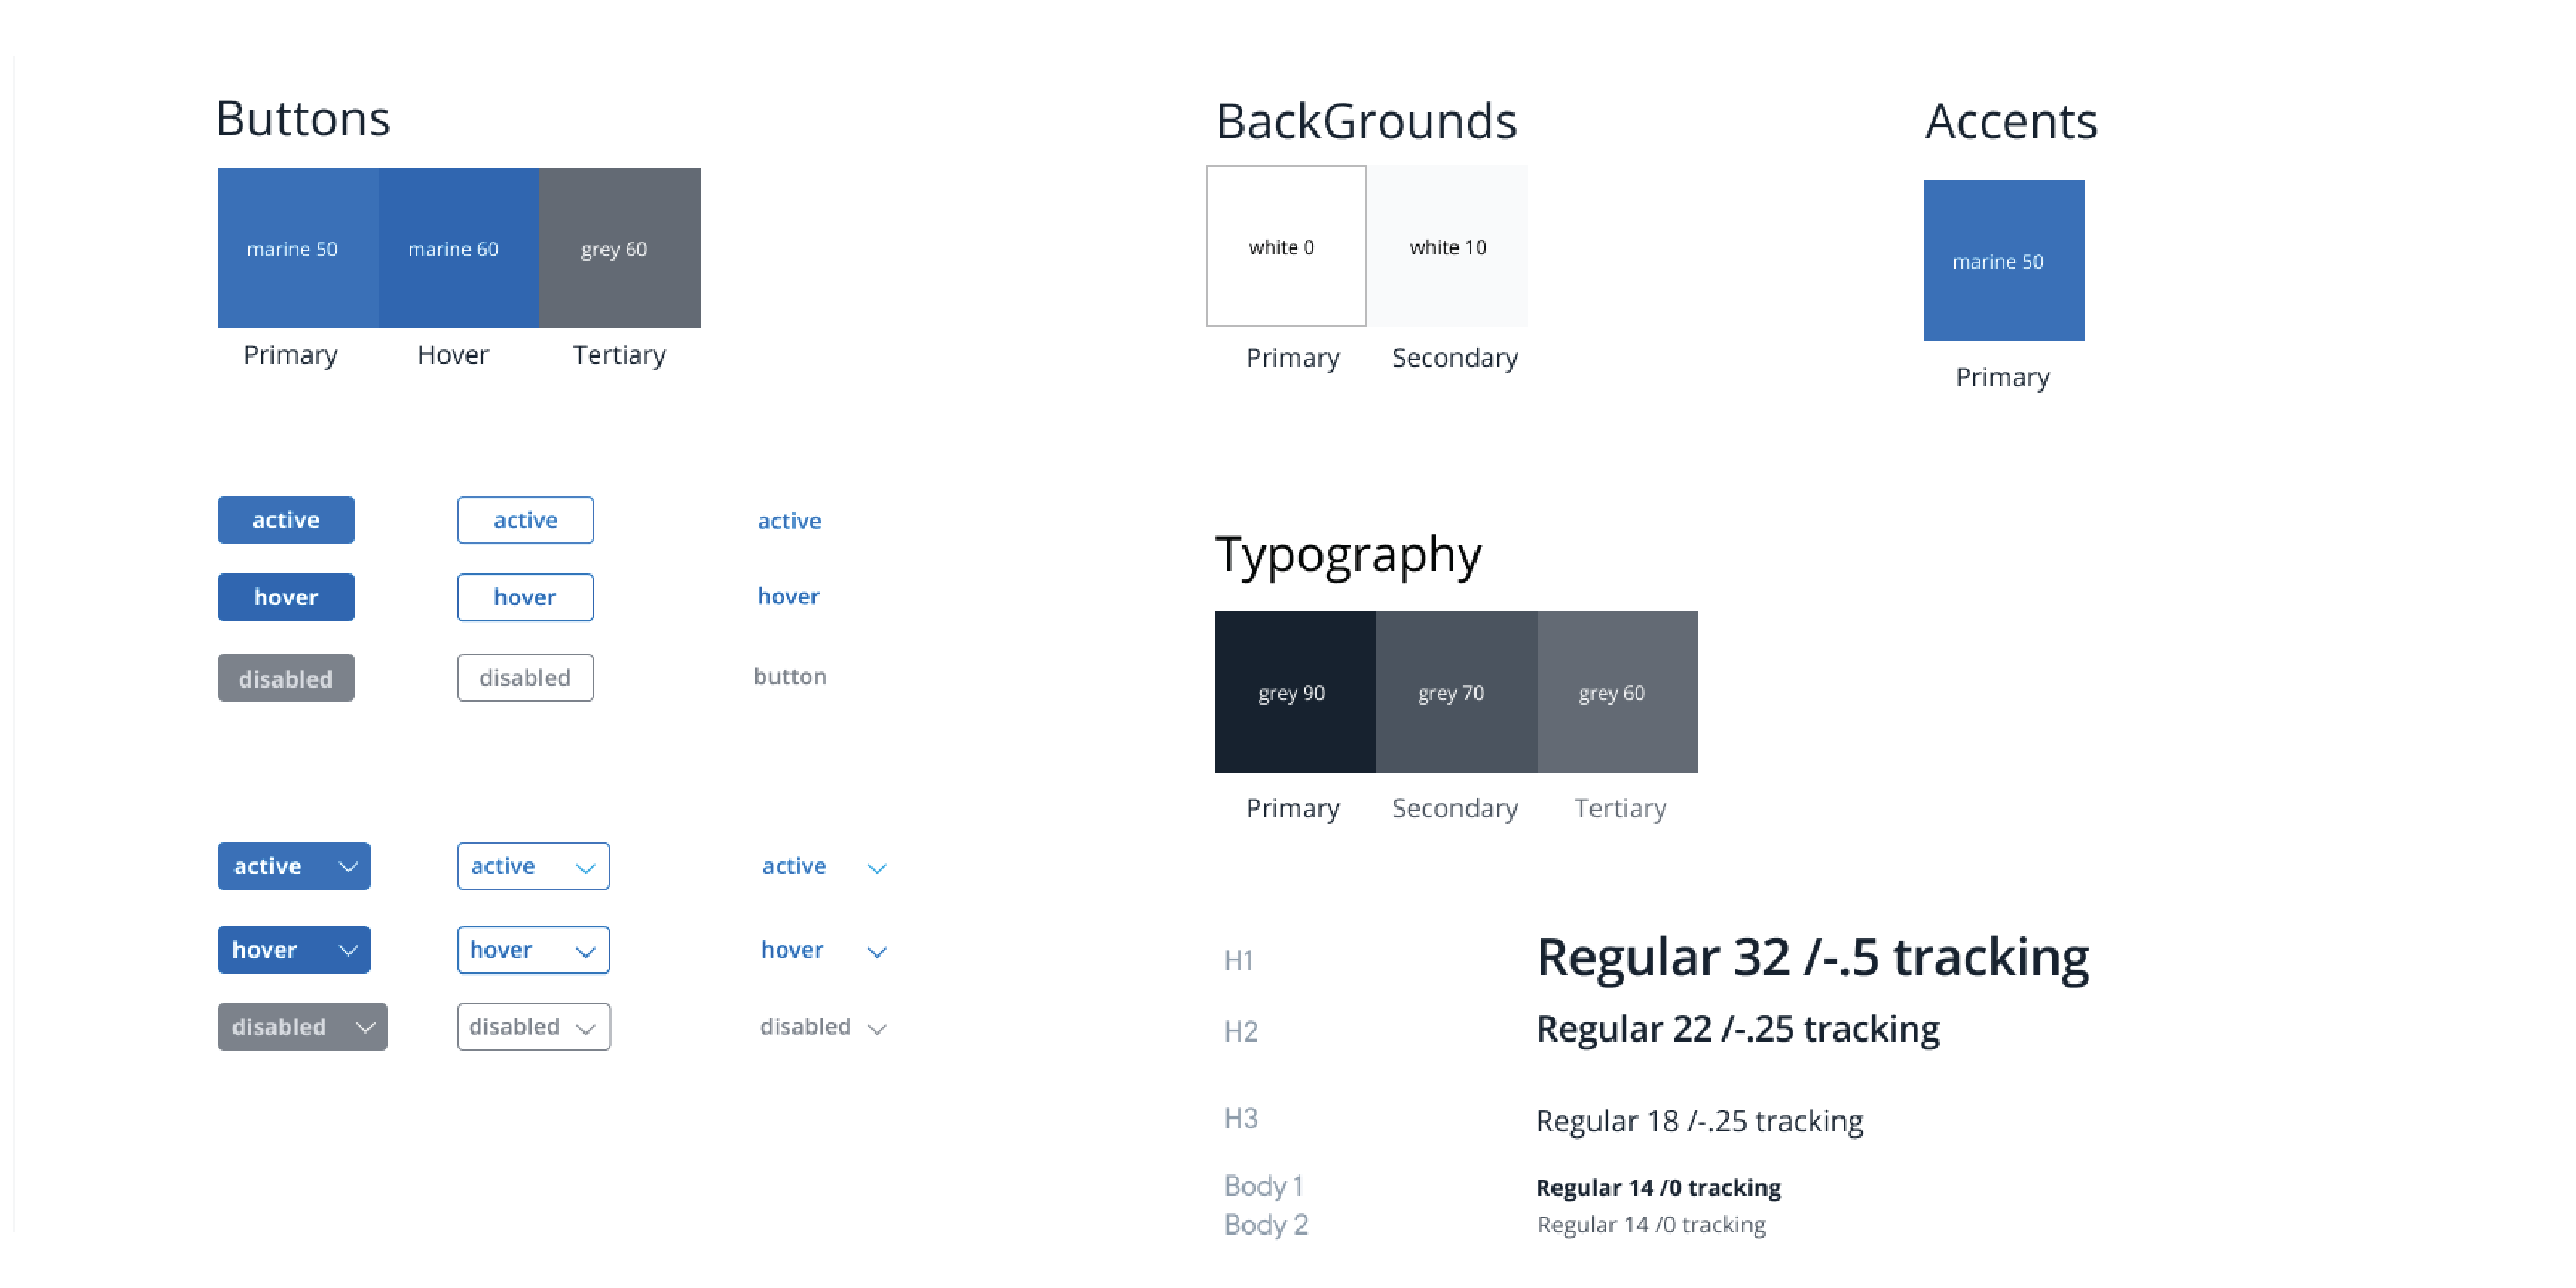 Buttons
marine 50 marine 60 grey 60
Primary Hover Tertiary
active active active
hover hover hover
disabled disabled button
active active active
hover hover hover
disabled disabled disabled
BackGrounds
white 0 white 10
Primary Secondary
Accents
marine 50
Primary
Typography
grey 90 grey 70 grey 60
Primary Secondary Tertiary
H1 Regular 32 /-.5 tracking
H2 Regular 22 /-.25 tracking
H3 Regular 18 /-.25 tracking
Body 1 Regular 14 /0 tracking
Body 2 Regular 14 /0 tracking